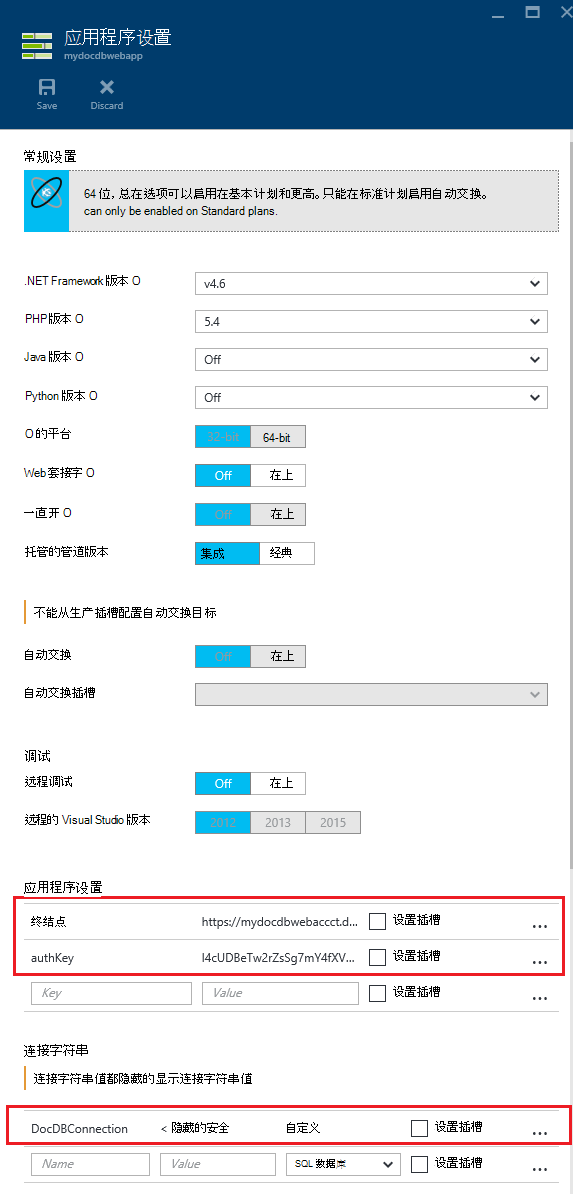 应用程序设置
mydocdbwebapp
Save Discard
常规设置
64 位，总在选项可以启用在基本计划和更高。只能在标准计划启用自动交换。
can only be enabled on Standard plans.
.NET Framework 版本 O v4.6
PHP版本 O 5.4
Java 版本 O Off
Python 版本 O Off
O 的平台 32-bit 64-bit
Web 套接字 O Off 在上
一直开 O Off 在上
托管的管道版本 集成 经典
不能从生产插槽配置自动交换目标
自动交换 Off 在上
自动交换插槽
调试
远程调试 Off 在上
远程的 Visual Studio 版本 2012 2013 2015
应用程序设置
终结点 https://mydocdbwebaccct.d... 设置插槽 ...
authKey l4cUDBeTw2rZsSg7mY4fXV... 设置插槽 ...
Key Value 设置插槽 ...
连接字符串
连接字符串值都隐藏的显示连接字符串值
DocDBConnection < 隐藏的安全 自定义 设置插槽 ...
Name Value SQL 数据库 设置插槽 ...